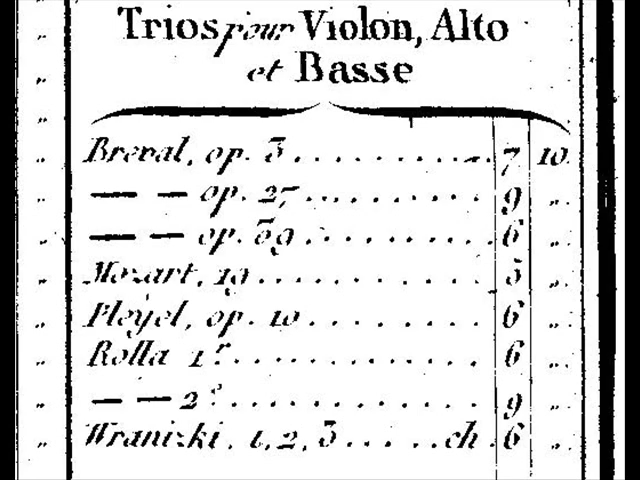 Trios pour Violon, Alto
et Basse
Breval, op. 3 . . . . . . . . . . . 7 10
— — op. 27 . . . . . . . . . . 9 „
— — op. 39 . . . . . . . . . . 6 „
Mozart, 19 . . . . . . . . . . . . 5 „
Pleyel, op. 10 . . . . . . . . . . 6 „
Rolla 1r. . . . . . . . . . . . . 6 „
— — 2e . . . . . . . . . . . . 9 „
Wranizki, 1, 2, 3 . . . . . ch. 6 „